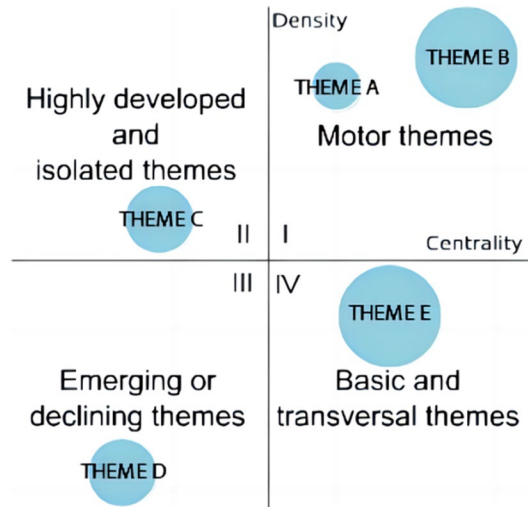 Density
THEME B
THEME A
Highly developed
and
isolated themes
Motor themes
THEME C
II
I
Centrality
III
IV
THEME E
Emerging or
declining themes
Basic and
transversal themes
THEME D